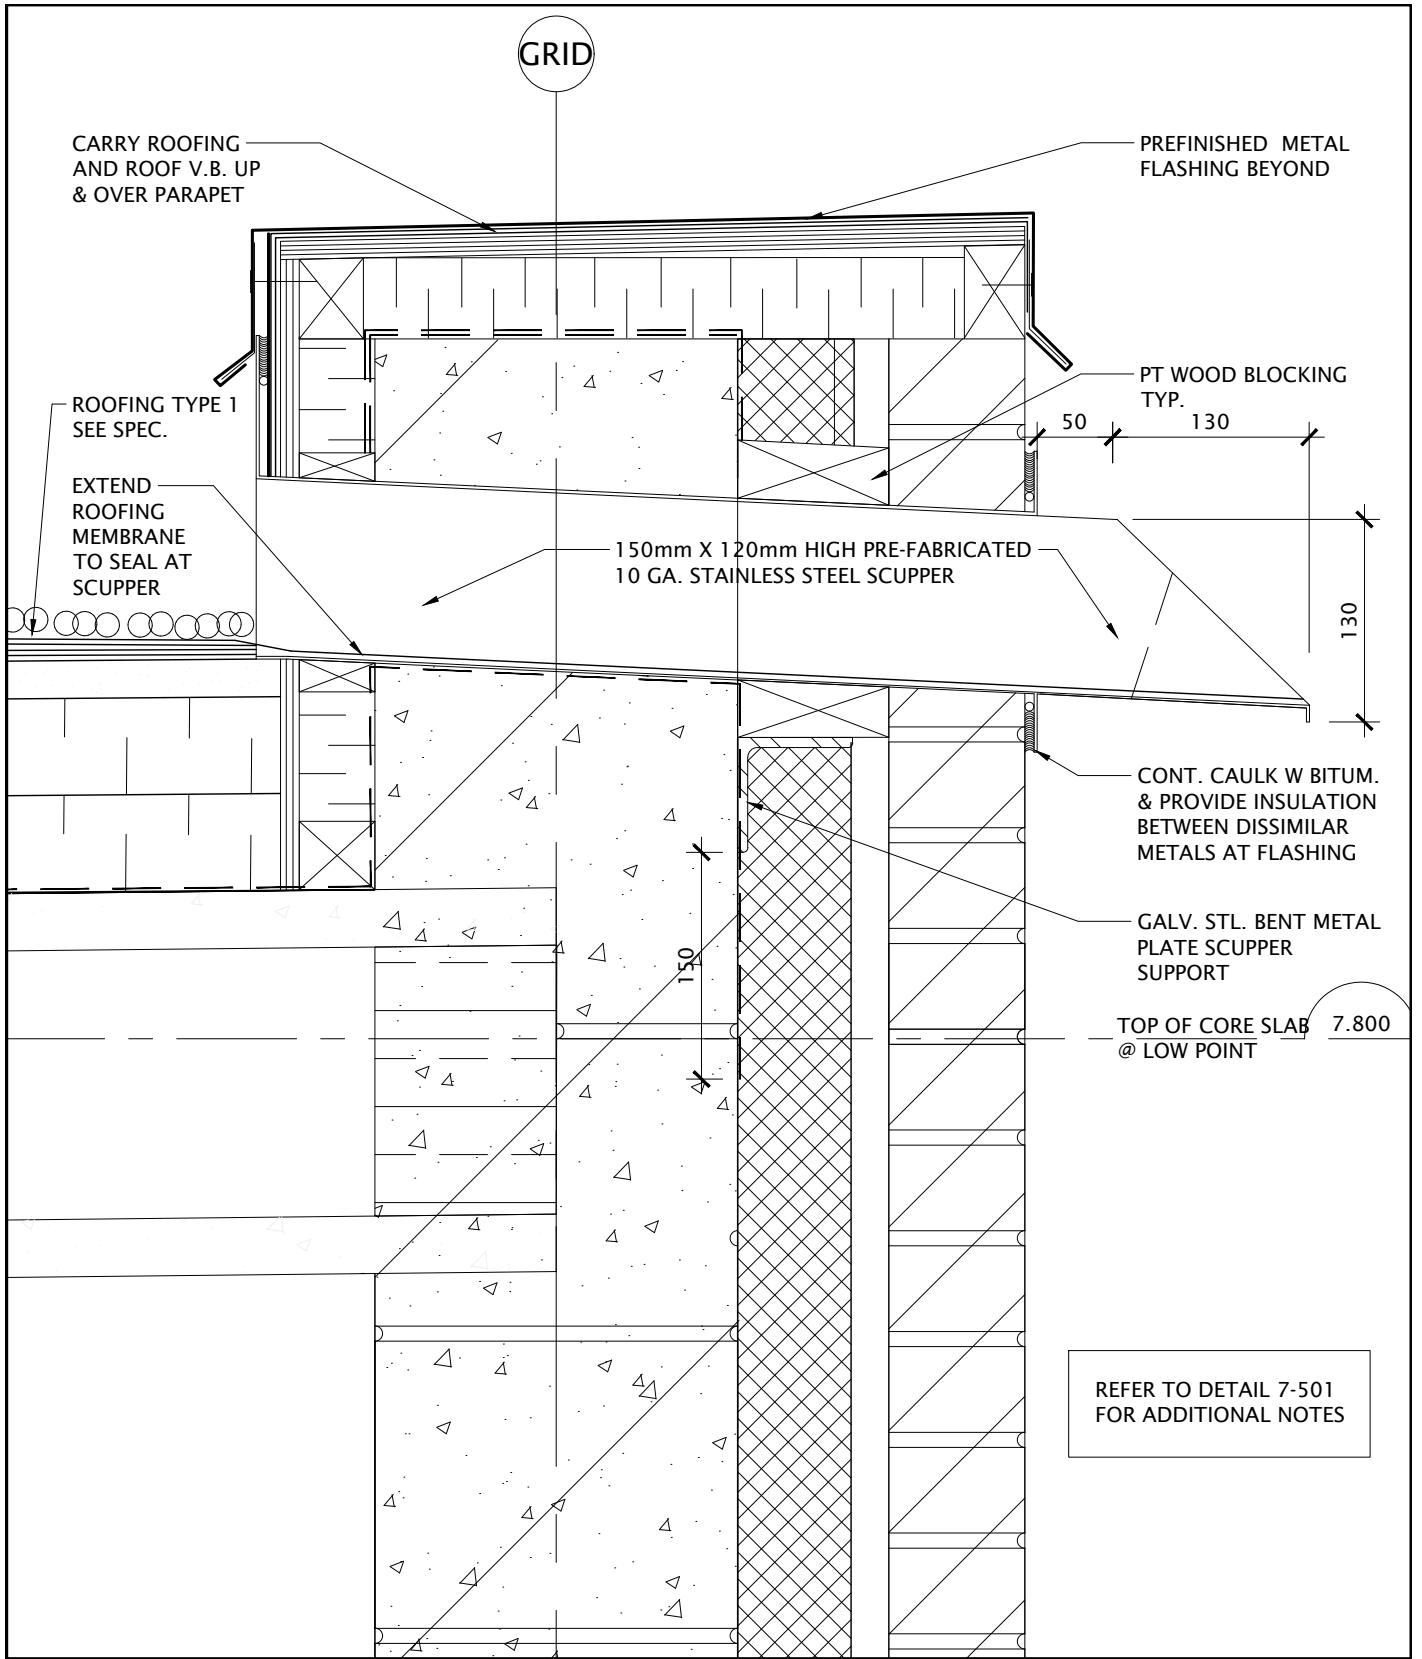 GRID
CARRY ROOFING
AND ROOF V.B. UP
& OVER PARAPET
PREFINISHED METAL
FLASHING BEYOND
ROOFING TYPE 1
SEE SPEC.
PT WOOD BLOCKING
TYP.
50
130
EXTEND
ROOFING
MEMBRANE
TO SEAL AT
SCUPPER
150mm X 120mm HIGH PRE-FABRICATED
10 GA. STAINLESS STEEL SCUPPER
130
CONT. CAULK W BITUM.
& PROVIDE INSULATION
BETWEEN DISSIMILAR
METALS AT FLASHING
GALV. STL. BENT METAL
PLATE SCUPPER
SUPPORT
150
TOP OF CORE SLAB
@ LOW POINT
7.800
REFER TO DETAIL 7-501
FOR ADDITIONAL NOTES